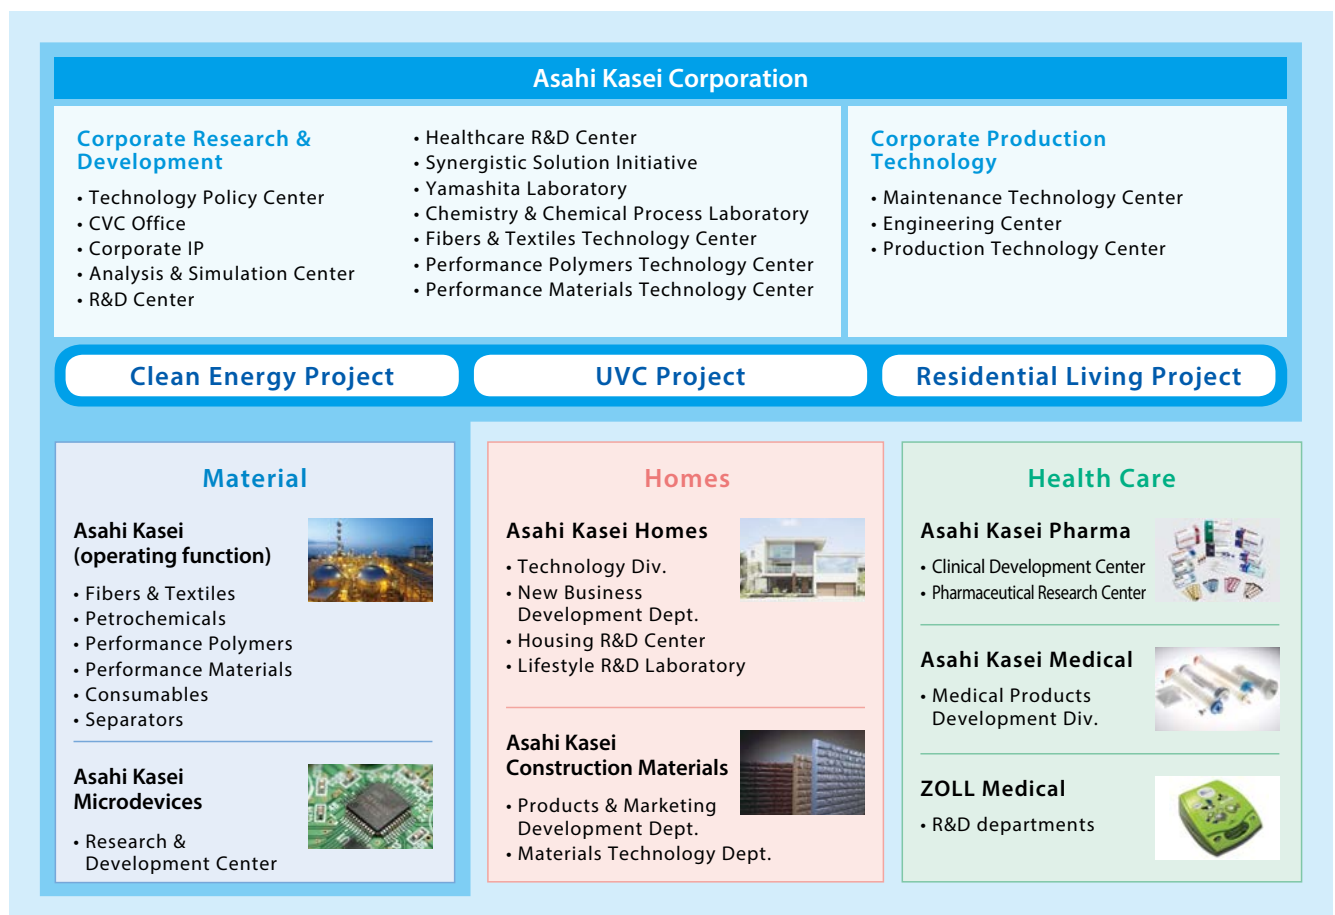 Asahi Kasei Corporation
Corporate Research &
Development
• Technology Policy Center
• CVC Office
• Corporate IP
• Analysis & Simulation Center
• R&D Center
• Healthcare R&D Center
• Synergistic Solution Initiative
• Yamashita Laboratory
• Chemistry & Chemical Process Laboratory
• Fibers & Textiles Technology Center
• Performance Polymers Technology Center
• Performance Materials Technology Center
Corporate Production
Technology
• Maintenance Technology Center
• Engineering Center
• Production Technology Center
Clean Energy Project
UVC Project
Residential Living Project
Material
Asahi Kasei
(operating function)
• Fibers & Textiles
• Petrochemicals
• Performance Polymers
• Performance Materials
• Consumables
• Separators
Asahi Kasei
Microdevices
• Research &
Development Center
Homes
Asahi Kasei Homes
• Technology Div.
• New Business
Development Dept.
• Housing R&D Center
• Lifestyle R&D Laboratory
Asahi Kasei
Construction Materials
• Products & Marketing
Development Dept.
• Materials Technology Dept.
Health Care
Asahi Kasei Pharma
• Clinical Development Center
• Pharmaceutical Research Center
Asahi Kasei Medical
• Medical Products
Development Div.
ZOLL Medical
• R&D departments